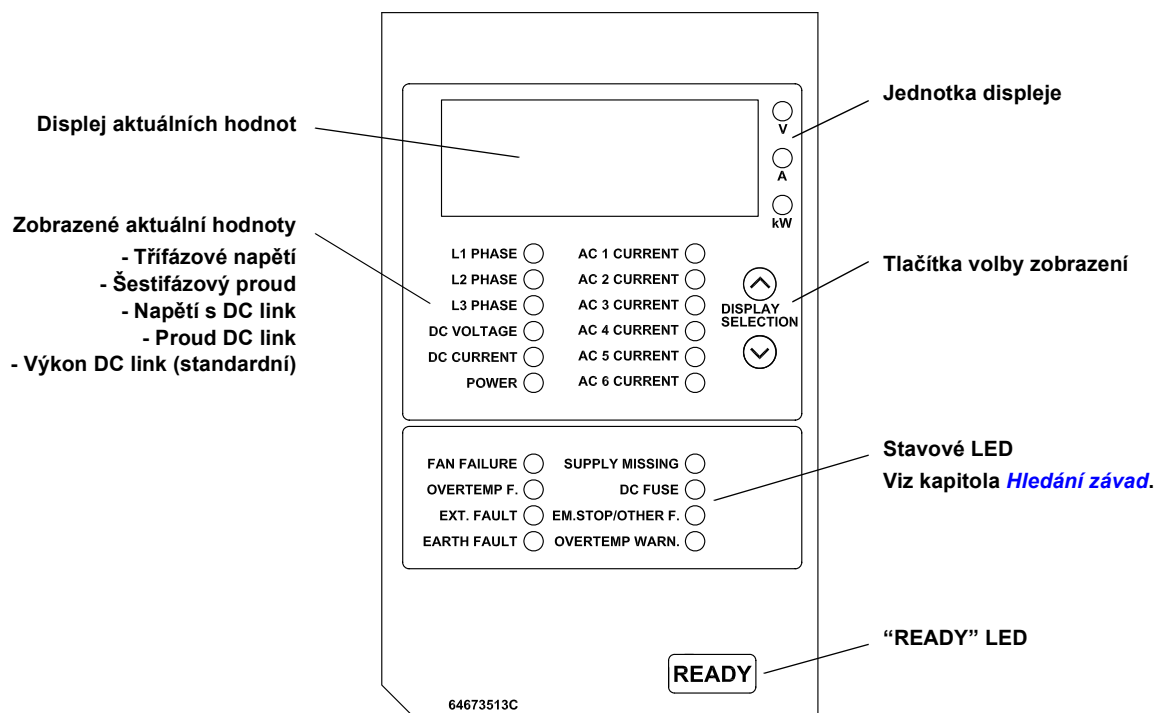 Displej aktuálních hodnot
Zobrazené aktuální hodnoty
- Třífázové napětí
- Šestifázový proud
- Napětí s DC link
- Proud DC link
- Výkon DC link (standardní)
V
A
kW
L1 PHASE
L2 PHASE
L3 PHASE
DC VOLTAGE
DC CURRENT
POWER
AC 1 CURRENT
AC 2 CURRENT
AC 3 CURRENT
AC 4 CURRENT
AC 5 CURRENT
AC 6 CURRENT
DISPLAY
SELECTION
Jednotka displeje
Tlačítka volby zobrazení
FAN FAILURE
OVERTEMP F.
EXT. FAULT
EARTH FAULT
SUPPLY MISSING
DC FUSE
EM.STOP/OTHER F.
OVERTEMP WARN.
Stavové LED
Viz kapitola Hledání závad.
“READY” LED
READY
64673513C